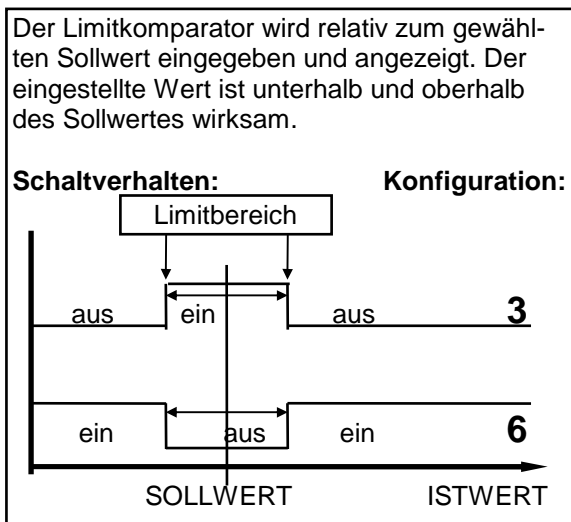 Der Limitkomparator wird relativ zum gewähl-
ten Sollwert eingegeben und angezeigt. Der
eingestellte Wert ist unterhalb und oberhalb
des Sollwertes wirksam.
Schaltverhalten: Konfiguration:
Limitbereich
aus ein aus 3
ein aus ein 6
SOLLWERT ISTWERT